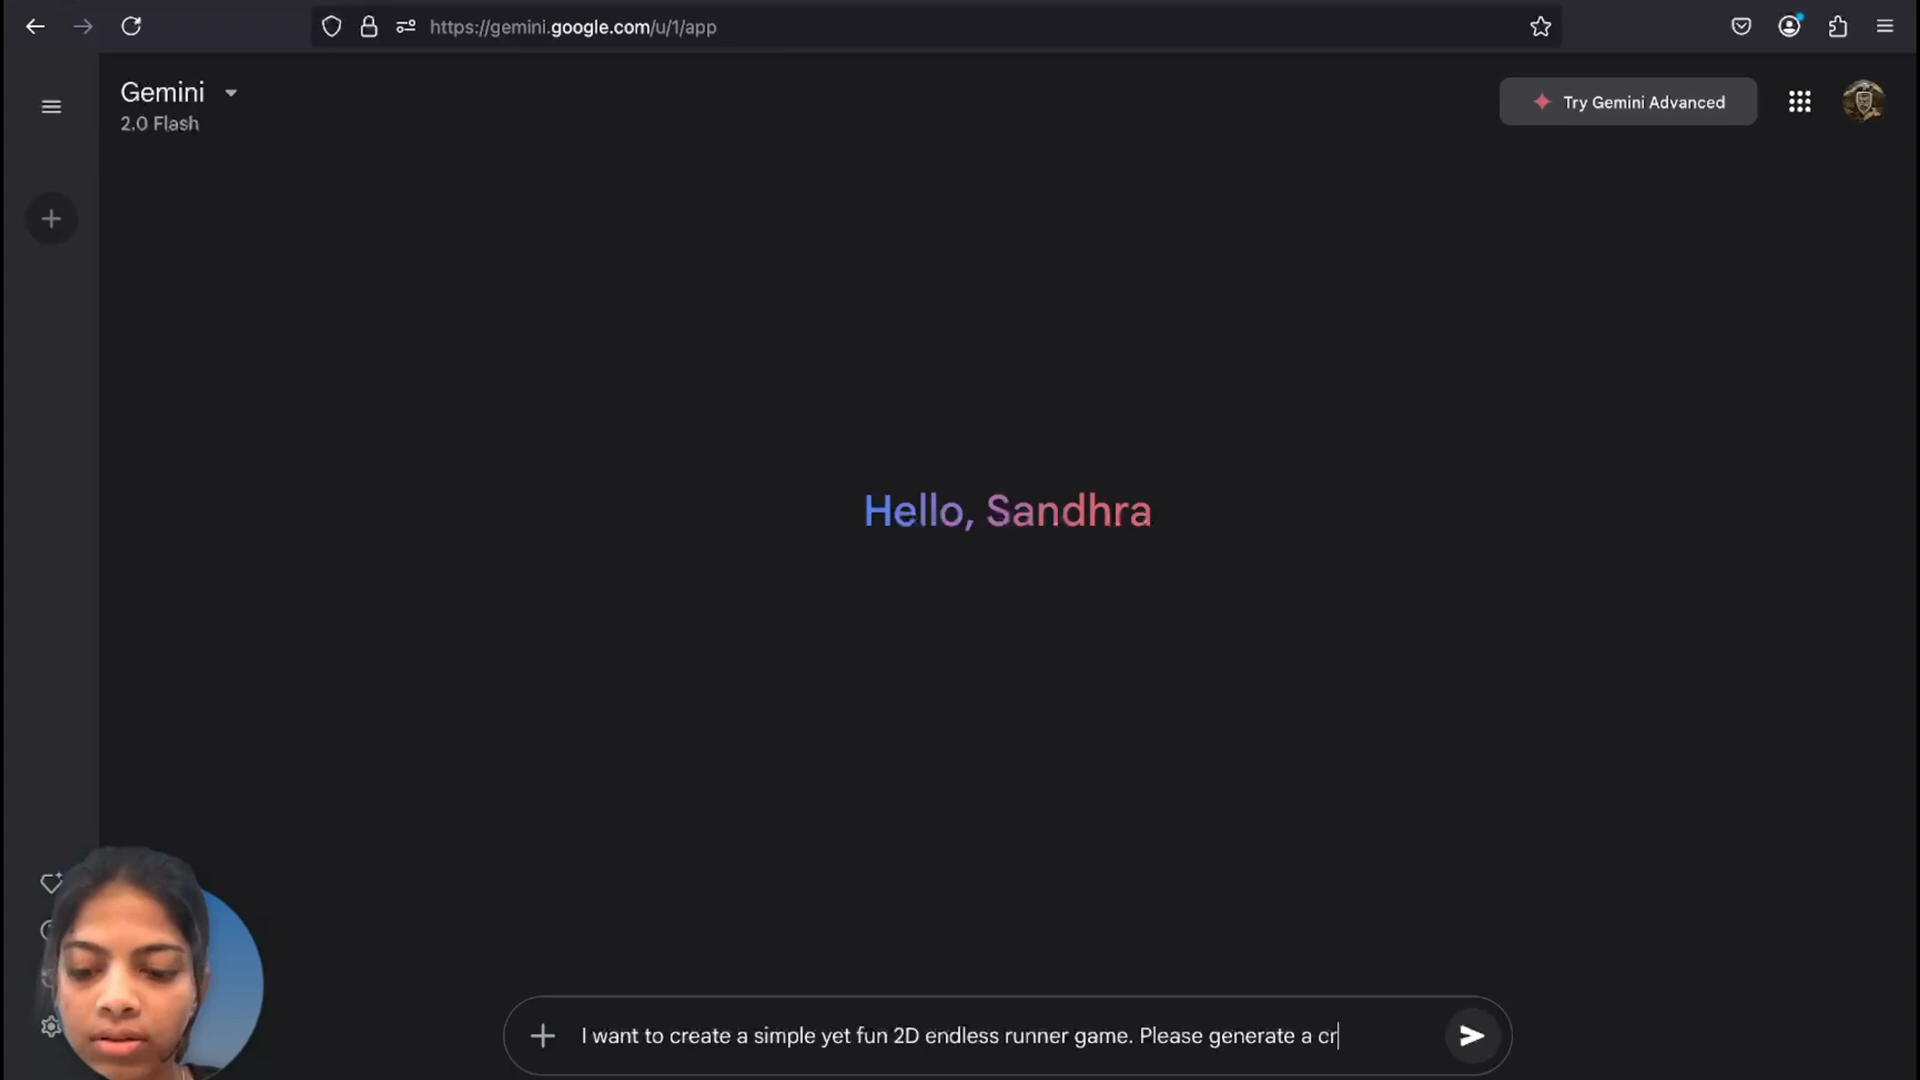 https://gemini.google.com/u/1/app
Gemini
2.0 Flash
Try Gemini Advanced
Hello, Sandhra
I want to create a simple yet fun 2D endless runner game. Please generate a cr